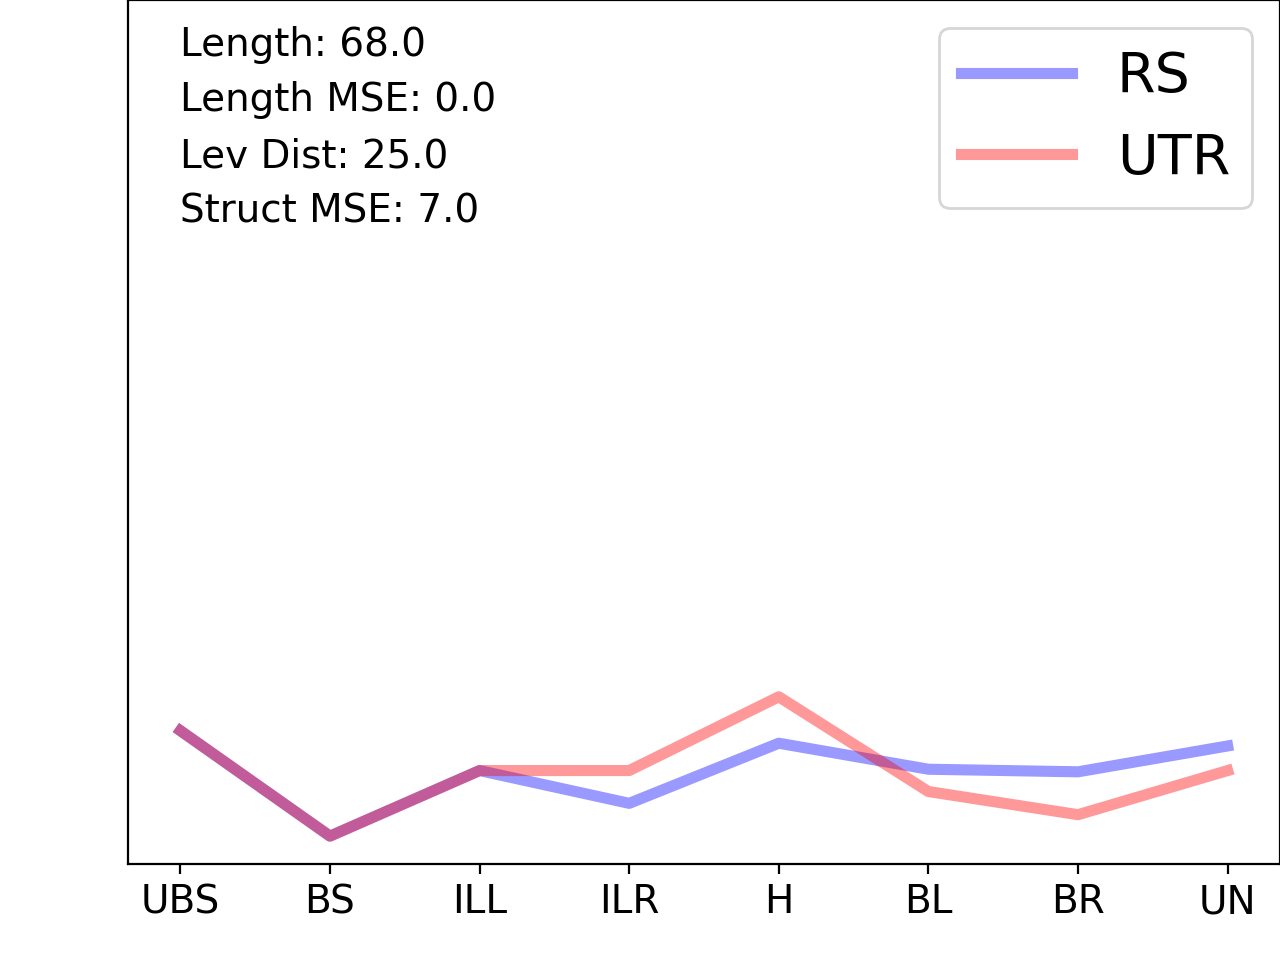 Length: 68.0
Length MSE: 0.0
Lev Dist: 25.0
Struct MSE: 7.0
RS
UTR
UBS BS ILL ILR H BL BR UN